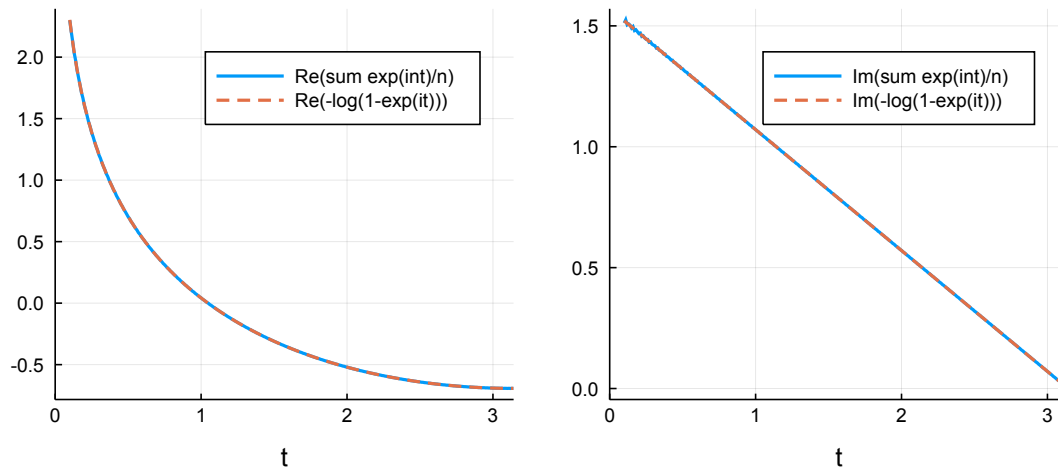 2.0
1.5
1.0
0.5
0.0
-0.5
0 1 2 3
t
Re(sum exp(int)/n)
Re(-log(1-exp(it)))
1.5
1.0
0.5
0.0
0 1 2 3
t
Im(sum exp(int)/n)
Im(-log(1-exp(it)))